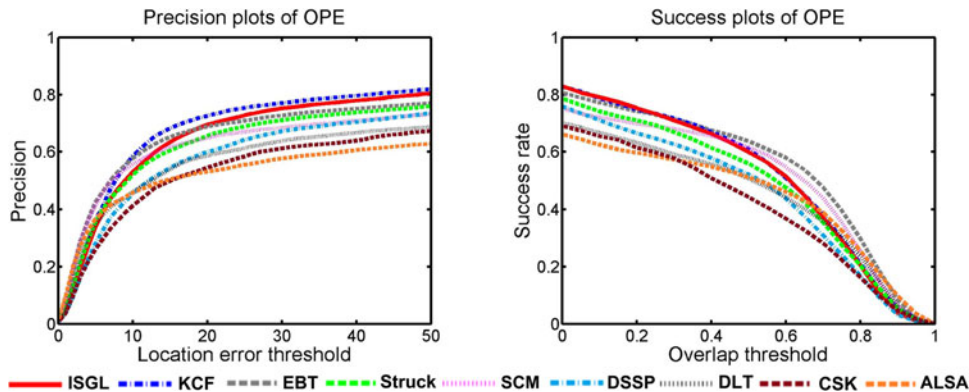 Precision plots of OPE
1
0.8
0.6
0.4
0.2
0
Precision
0 10 20 30 40 50
Location error threshold
Success plots of OPE
1
0.8
0.6
0.4
0.2
0
Success rate
0 0.2 0.4 0.6 0.8 1
Overlap threshold
ISGL KCF EBT Struck SCM DSSP DLT CSK ALSA